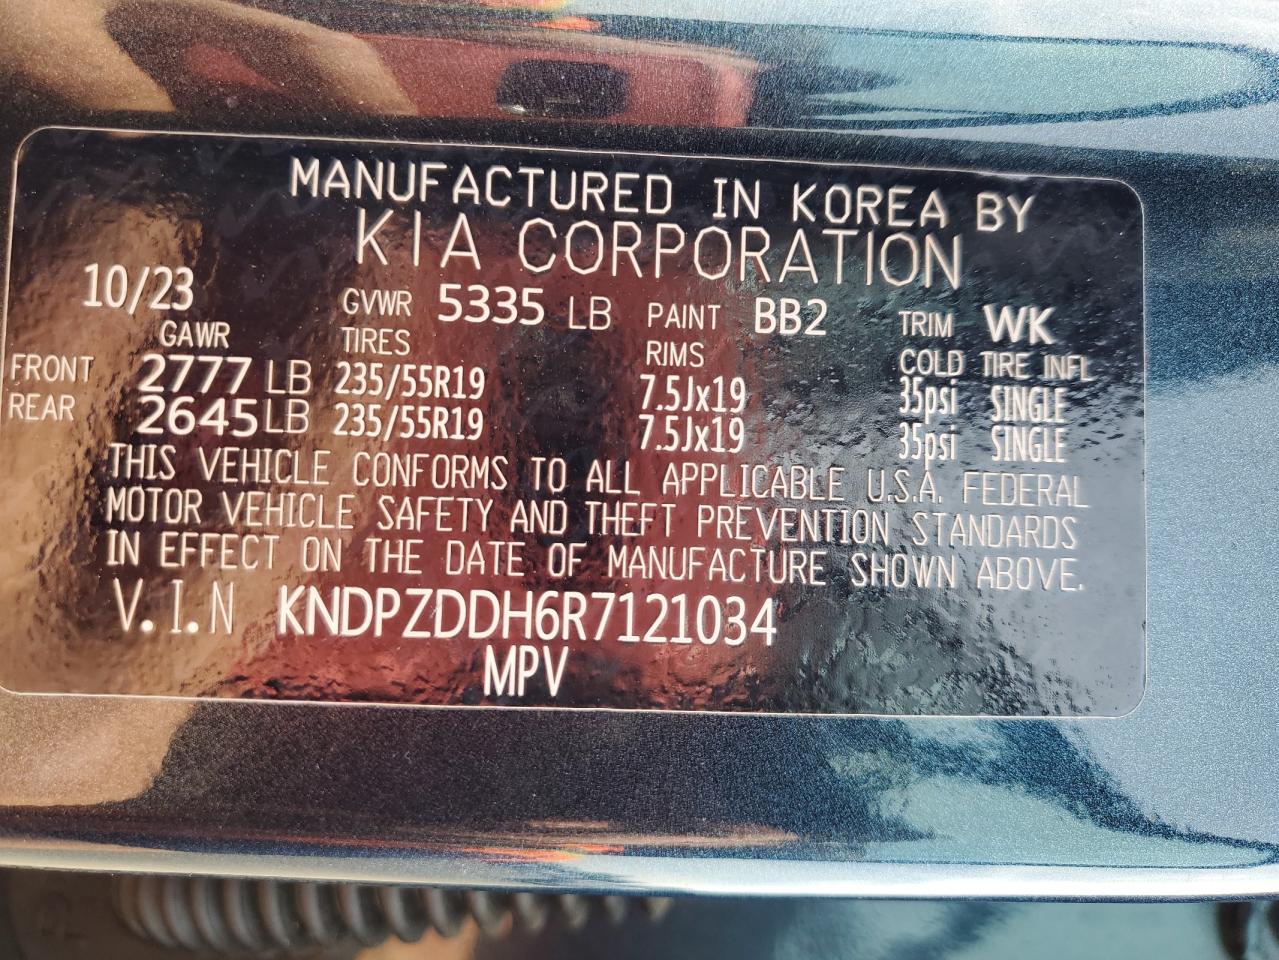 MANUFACTURED IN KOREA BY
KIA CORPORATION
10/23 GVWR 5335 LB PAINT BB2 TRIM WK
GAWR TIRES RIMS COLD TIRE INFL
FRONT 2777 LB 235/55R19 7.5Jx19 35psi SINGLE
REAR 2645 LB 235/55R19 7.5Jx19 35psi SINGLE
THIS VEHICLE CONFORMS TO ALL APPLICABLE U.S.A. FEDERAL
MOTOR VEHICLE SAFETY AND THEFT PREVENTION STANDARDS
IN EFFECT ON THE DATE OF MANUFACTURE SHOWN ABOVE.
V.I.N KNDPZDDH6R7121034
MPV